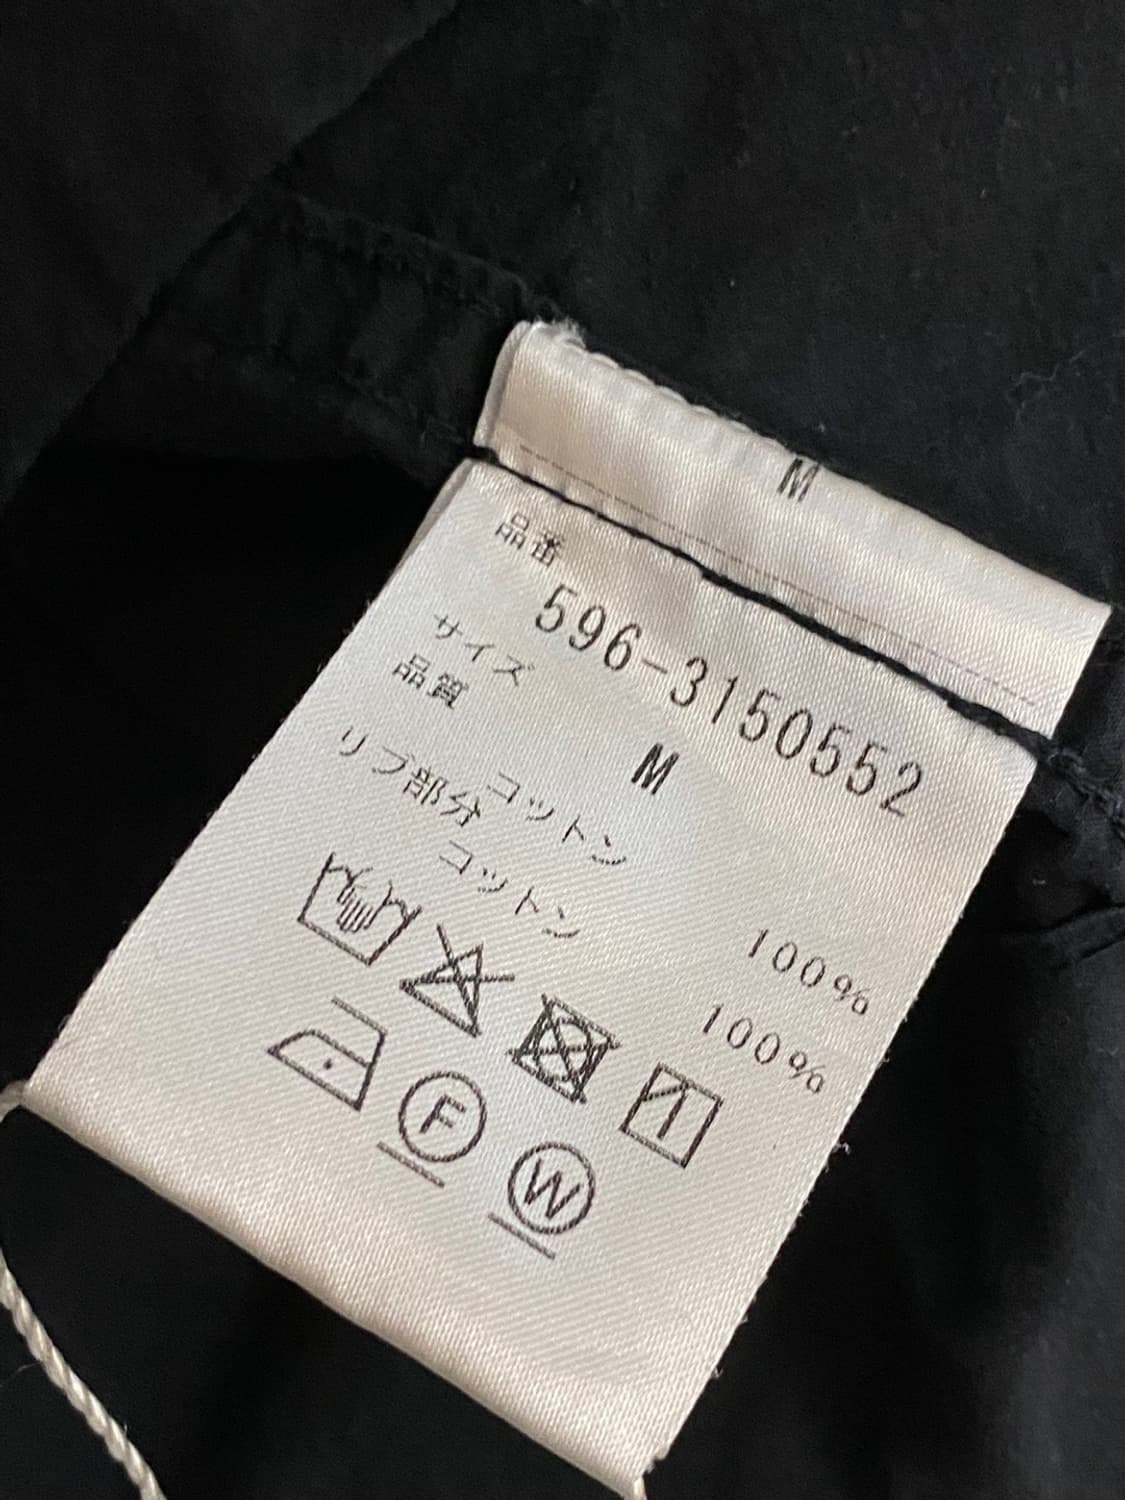 M
品番
596-3150552
サイズ
M
品質
コットン 100%
リブ部分
コットン 100%
F
W